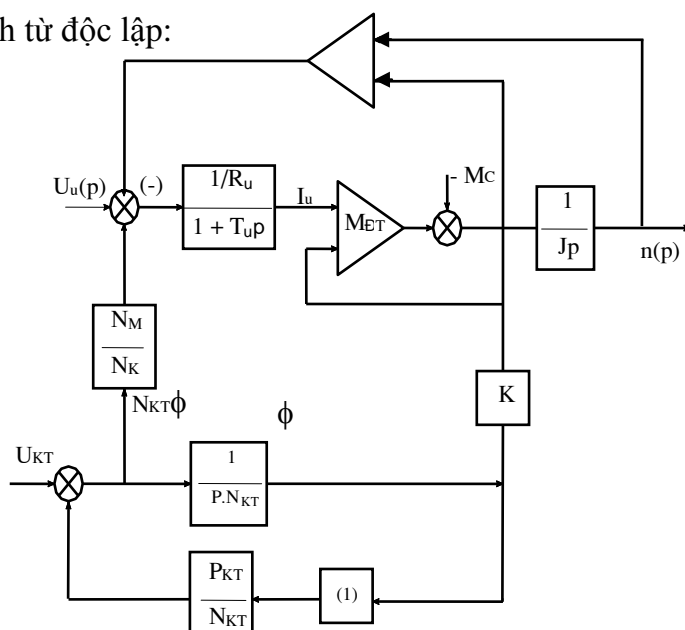 h từ độc lập:
Uu(p)
(-)
1/Ru
1 + Tup
Iu
MĐT
- MC
1
Jp
n(p)
NM
NK
NKTϕ
ϕ
K
UKT
1
P.NKT
PKT
NKT
(1)